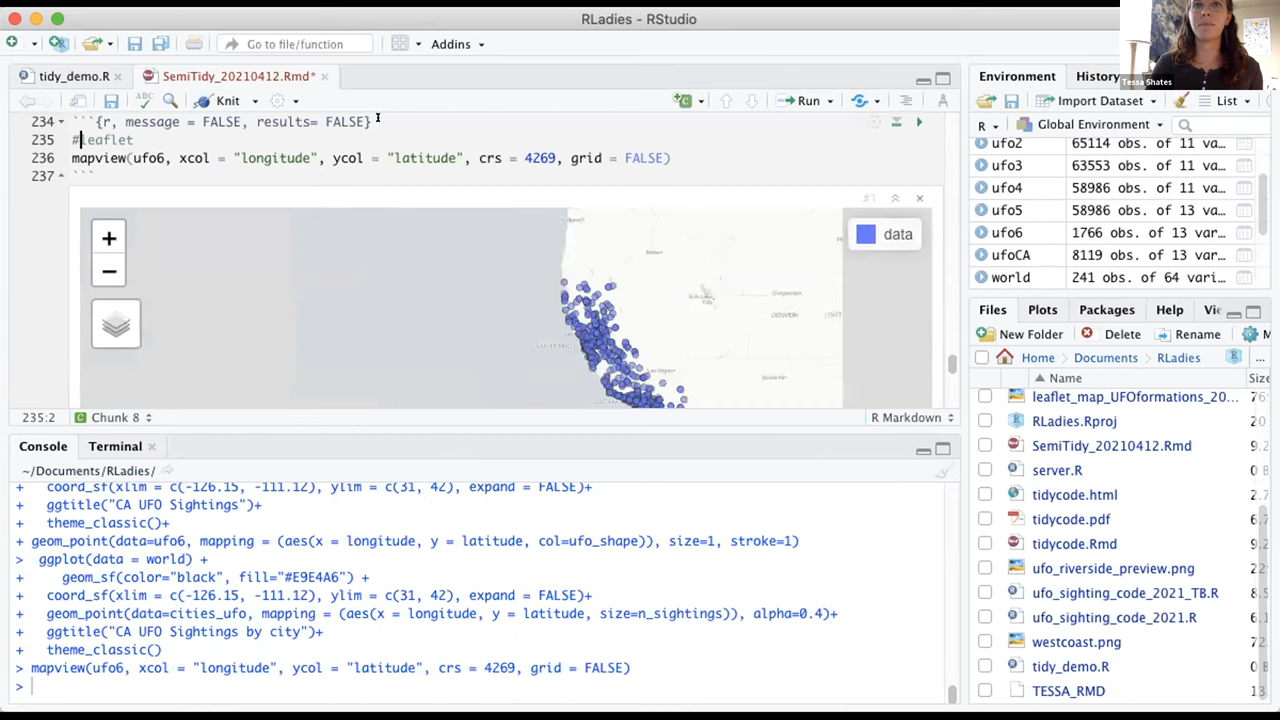 RLadies - RStudio
Tessa Shates
Go to file/function
Addins
tidy_demo.R
SemiTidy_20210412.Rmd*
Environment
History
ABC
Knit
Run
Import Dataset
List
R
Global Environment
234 ```{r, message = FALSE, results= FALSE}
235 #leaflet
236 mapview(ufo6, xcol = "longitude", ycol = "latitude", crs = 4269, grid = FALSE)
237 ```
ufo2 65114 obs. of 11 va...
ufo3 63553 obs. of 11 va...
ufo4 58986 obs. of 11 va...
ufo5 58986 obs. of 13 va...
ufo6 1766 obs. of 13 var...
ufoCA 8119 obs. of 13 va...
world 241 obs. of 64 vari...
+
−
data
235:2
Chunk 8
R Markdown
Files
Plots
Packages
Help
New Folder
Delete
Rename
Home
Documents
RLadies
...
Name
Size
leaflet_map_UFOformations_20...
RLadies.Rproj
SemiTidy_20210412.Rmd
server.R
tidycode.html
tidycode.pdf
tidycode.Rmd
ufo_riverside_preview.png
ufo_sighting_code_2021_TB.R
ufo_sighting_code_2021.R
westcoast.png
tidy_demo.R
TESSA_RMD
Console
Terminal
~/Documents/RLadies/
+ coord_sf(xlim = c(-126.15, -111.12), ylim = c(31, 42), expand = FALSE)+
+ ggtitle("CA UFO Sightings")+
+ theme_classic()+
+ geom_point(data=ufo6, mapping = (aes(x = longitude, y = latitude, col=ufo_shape)), size=1, stroke=1)
> ggplot(data = world) +
+ geom_sf(color="black", fill="#E9E4A6") +
+ coord_sf(xlim = c(-126.15, -111.12), ylim = c(31, 42), expand = FALSE)+
+ geom_point(data=cities_ufo, mapping = (aes(x = longitude, y = latitude, size=n_sightings)), alpha=0.4)+
+ ggtitle("CA UFO Sightings by city")+
+ theme_classic()
> mapview(ufo6, xcol = "longitude", ycol = "latitude", crs = 4269, grid = FALSE)
>